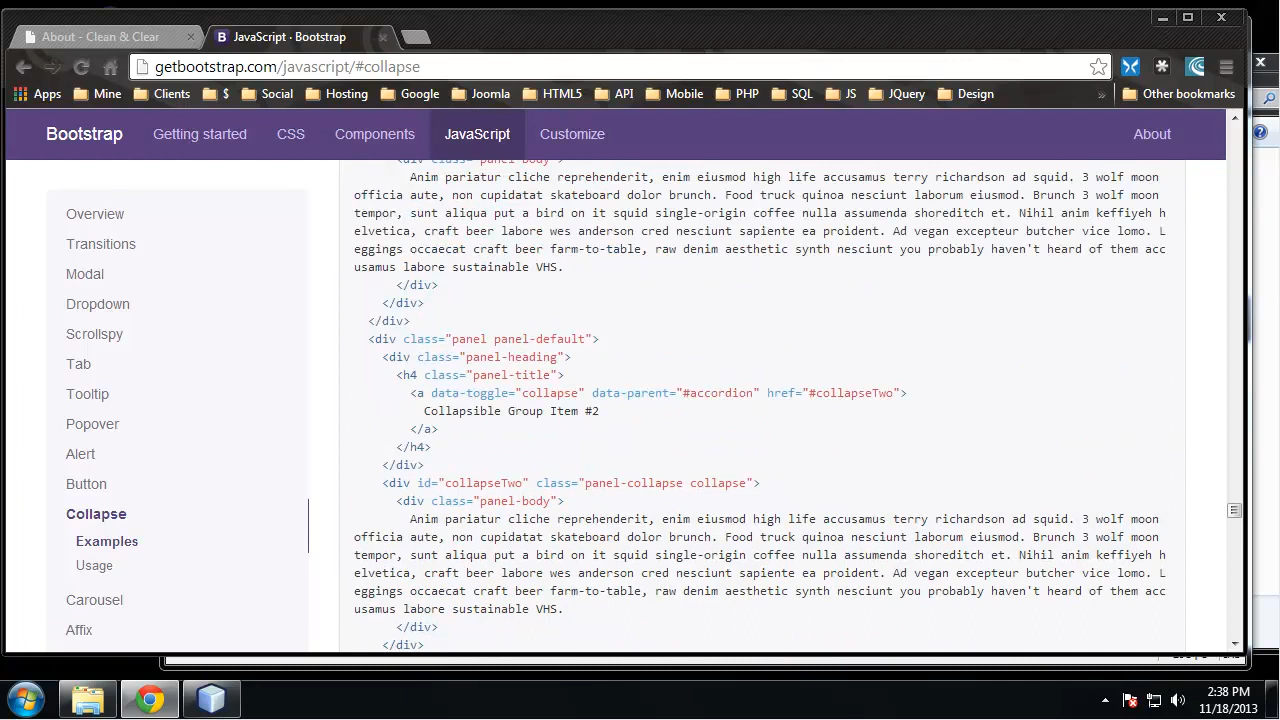 About - Clean & Clear
JavaScript · Bootstrap
getbootstrap.com/javascript/#collapse
Apps Mine Clients $ Social Hosting Google Joomla HTML5 API Mobile PHP SQL JS JQuery Design » Other bookmarks
Bootstrap Getting started CSS Components JavaScript Customize About
Overview
Transitions
Modal
Dropdown
Scrollspy
Tab
Tooltip
Popover
Alert
Button
Collapse
Examples
Usage
Carousel
Affix
<div class="panel-body">
Anim pariatur cliche reprehenderit, enim eiusmod high life accusamus terry richardson ad squid. 3 wolf moon
officia aute, non cupidatat skateboard dolor brunch. Food truck quinoa nesciunt laborum eiusmod. Brunch 3 wolf moon
tempor, sunt aliqua put a bird on it squid single-origin coffee nulla assumenda shoreditch et. Nihil anim keffiyeh h
elvetica, craft beer labore wes anderson cred nesciunt sapiente ea proident. Ad vegan excepteur butcher vice lomo. L
eggings occaecat craft beer farm-to-table, raw denim aesthetic synth nesciunt you probably haven't heard of them acc
usamus labore sustainable VHS.
</div>
</div>
</div>
<div class="panel panel-default">
<div class="panel-heading">
<h4 class="panel-title">
<a data-toggle="collapse" data-parent="#accordion" href="#collapseTwo">
Collapsible Group Item #2
</a>
</h4>
</div>
<div id="collapseTwo" class="panel-collapse collapse">
<div class="panel-body">
Anim pariatur cliche reprehenderit, enim eiusmod high life accusamus terry richardson ad squid. 3 wolf moon
officia aute, non cupidatat skateboard dolor brunch. Food truck quinoa nesciunt laborum eiusmod. Brunch 3 wolf moon
tempor, sunt aliqua put a bird on it squid single-origin coffee nulla assumenda shoreditch et. Nihil anim keffiyeh h
elvetica, craft beer labore wes anderson cred nesciunt sapiente ea proident. Ad vegan excepteur butcher vice lomo. L
eggings occaecat craft beer farm-to-table, raw denim aesthetic synth nesciunt you probably haven't heard of them acc
usamus labore sustainable VHS.
</div>
</div>
2:38 PM
11/18/2013